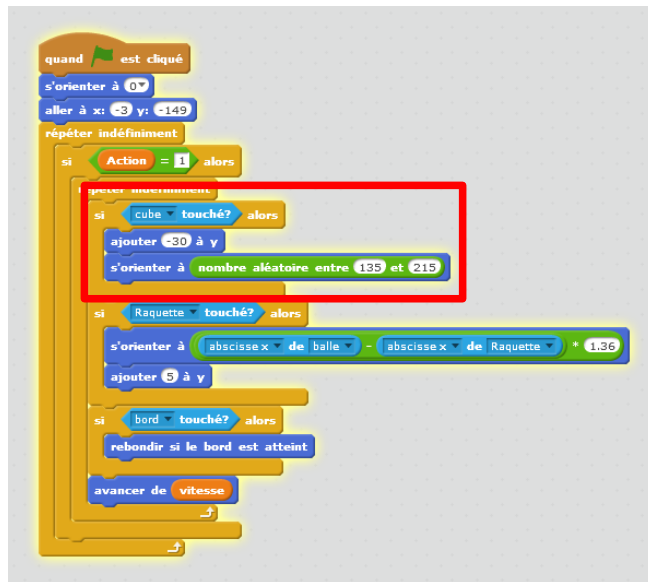 quand est cliqué
s'orienter à 0
aller à x: -3 y: -149
répéter indéfiniment
si Action = 1 alors
répéter indéfiniment
si cube touché? alors
ajouter -30 à y
s'orienter à nombre aléatoire entre 135 et 215
si Raquette touché? alors
s'orienter à abscisse x de balle - abscisse x de Raquette * 1.36
ajouter 5 à y
si bord touché? alors
rebondir si le bord est atteint
avancer de vitesse